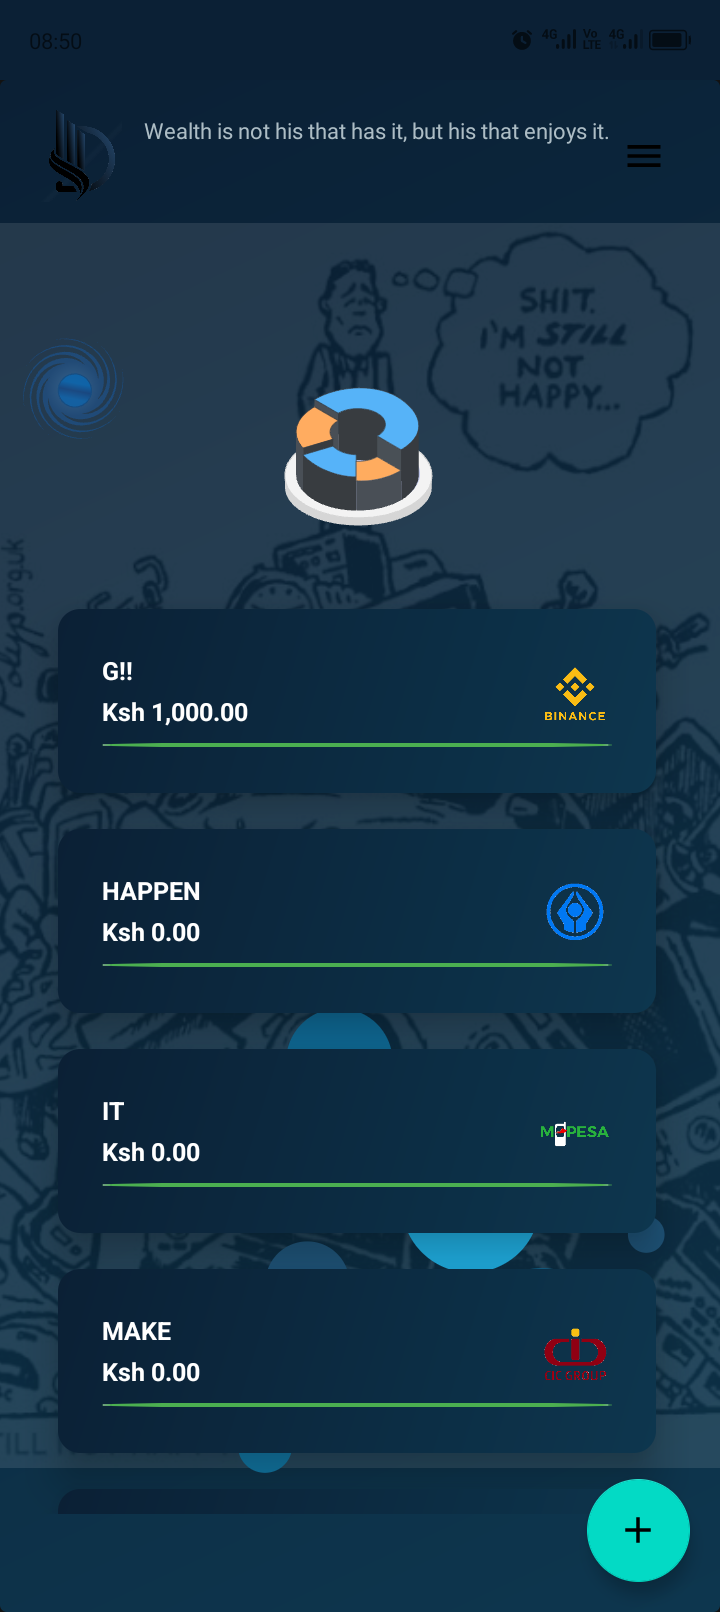 08:50
4G
Vo
LTE
4G
Wealth is not his that has it, but his that enjoys it.
SHIT.
I'M STILL
NOT
HAPPY...
Polyp.org.uk
G!!
Ksh 1,000.00
BINANCE
HAPPEN
Ksh 0.00
IT
Ksh 0.00
M-PESA
MAKE
Ksh 0.00
TILL
+